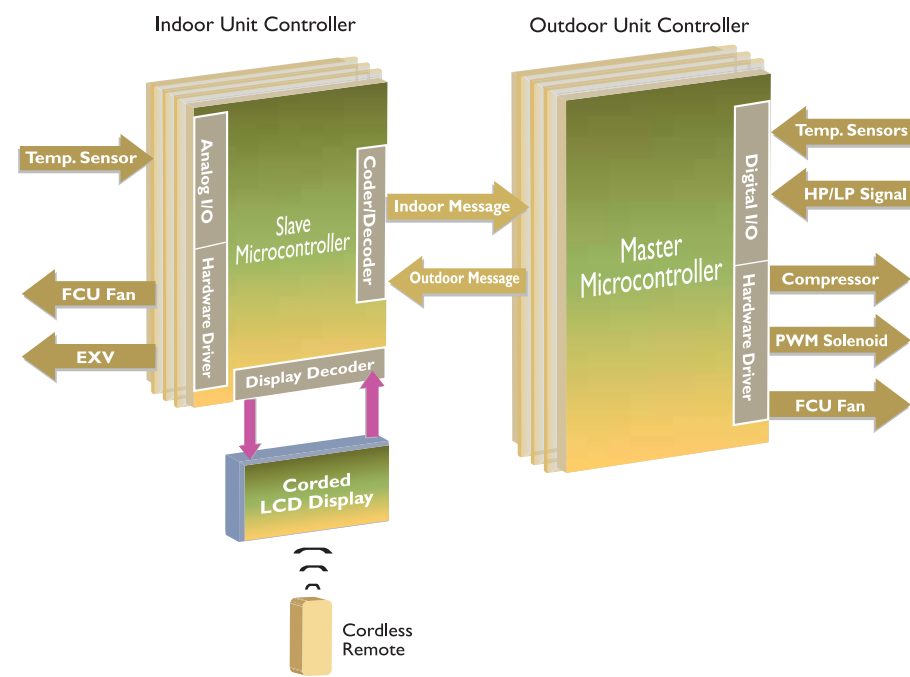 Indoor Unit Controller
Outdoor Unit Controller
Temp. Sensor
FCU Fan
EXV
Analog I/O
Hardware Driver
Slave
Microcontroller
Coder/Decoder
Display Decoder
Indoor Message
Outdoor Message
Master
Microcontroller
Digital I/O
Hardware Driver
Temp. Sensors
HP/LP Signal
Compressor
PWM Solenoid
FCU Fan
Corded
LCD Display
Cordless
Remote